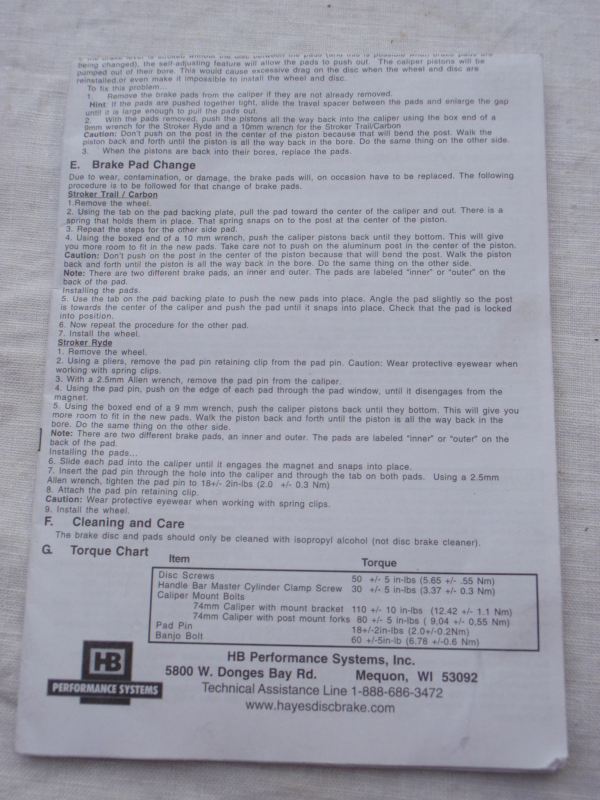 being changed), the self-adjusting feature will allow the pads to push out. The caliper pistons will be
pumped out of their bore. This would cause excessive drag on the disc when the wheel and disc are
reinstalled,or even make it impossible to install the wheel and disc.
To fix this problem...
1. Remove the brake pads from the caliper if they are not already removed.
Hint: If the pads are pushed together tight, slide the travel spacer between the pads and enlarge the gap
until it is large enough to pull the pads out.
2. With the pads removed, push the pistons all the way back into the caliper using the box end of a
9mm wrench for the Stroker Ryde and a 10mm wrench for the Stroker Trail/Carbon
Caution: Don't push on the post in the center of the piston because that will bend the post. Walk the
piston back and forth until the piston is all the way back in the bore. Do the same thing on the other side.
3. When the pistons are back into their bores, replace the pads.
E. Brake Pad Change
Due to wear, contamination, or damage, the brake pads will, on occasion have to be replaced. The following
procedure is to be followed for that change of brake pads.
Stroker Trail / Carbon
1.Remove the wheel.
2. Using the tab on the pad backing plate, pull the pad toward the center of the caliper and out. There is a
spring that holds them in place. That spring snaps on to the post at the center of the piston.
3. Repeat the steps for the other side pad.
4. Using the boxed end of a 10 mm wrench, push the caliper pistons back until they bottom. This will give
you more room to fit in the new pads. Take care not to push on the aluminum post in the center of the piston.
Caution: Don't push on the post in the center of the piston because that will bend the post. Walk the piston
back and forth until the piston is all the way back in the bore. Do the same thing on the other side.
Note: There are two different brake pads, an inner and outer. The pads are labeled "inner" or "outer" on the
back of the pad.
Installing the pads.
5. Use the tab on the pad backing plate to push the new pads into place. Angle the pad slightly so the post
is towards the center of the caliper and push the pad until it snaps into place. Check that the pad is locked
into position.
6. Now repeat the procedure for the other pad.
7. Install the wheel.
Stroker Ryde
1. Remove the wheel.
2. Using a pliers, remove the pad pin retaining clip from the pad pin. Caution: Wear protective eyewear when
working with spring clips.
3. With a 2.5mm Allen wrench, remove the pad pin from the caliper.
4. Using the pad pin, push on the edge of each pad through the pad window, until it disengages from the
magnet.
5. Using the boxed end of a 9 mm wrench, push the caliper pistons back until they bottom. This will give you
more room to fit in the new pads. Walk the piston back and forth until the piston is all the way back in the
bore. Do the same thing on the other side.
Note: There are two different brake pads, an inner and outer. The pads are labeled "inner" or "outer" on the
back of the pad.
Installing the pads...
6. Slide each pad into the caliper until it engages the magnet and snaps into place.
7. Insert the pad pin through the hole into the caliper and through the tab on both pads. Using a 2.5mm
Allen wrench, tighten the pad pin to 18+/- 2in-lbs (2.0 +/- 0.3 Nm)
8. Attach the pad pin retaining clip.
Caution: Wear protective eyewear when working with spring clips.
9. Install the wheel.
F. Cleaning and Care
The brake disc and pads should only be cleaned with isopropyl alcohol (not disc brake cleaner).
G. Torque Chart
Item Torque
Disc Screws 50 +/- 5 in-lbs (5.65 +/- .55 Nm)
Handle Bar Master Cylinder Clamp Screw 30 +/- 5 in-lbs (3.37 +/- 0.3 Nm)
Caliper Mount Bolts
74mm Caliper with mount bracket 110 +/- 10 in-lbs (12.42 +/- 1.1 Nm)
74mm Caliper with post mount forks 80 +/- 5 in-lbs ( 9.04 +/- 0,55 Nm)
Pad Pin 18+/-2in-lbs (2.0+/-0.2Nm)
Banjo Bolt 60 +/-5in-lb (6.78 +/-0.6 Nm)
HB
PERFORMANCE SYSTEMS
HB Performance Systems, Inc.
5800 W. Donges Bay Rd. Mequon, WI 53092
Technical Assistance Line 1-888-686-3472
www.hayesdiscbrake.com